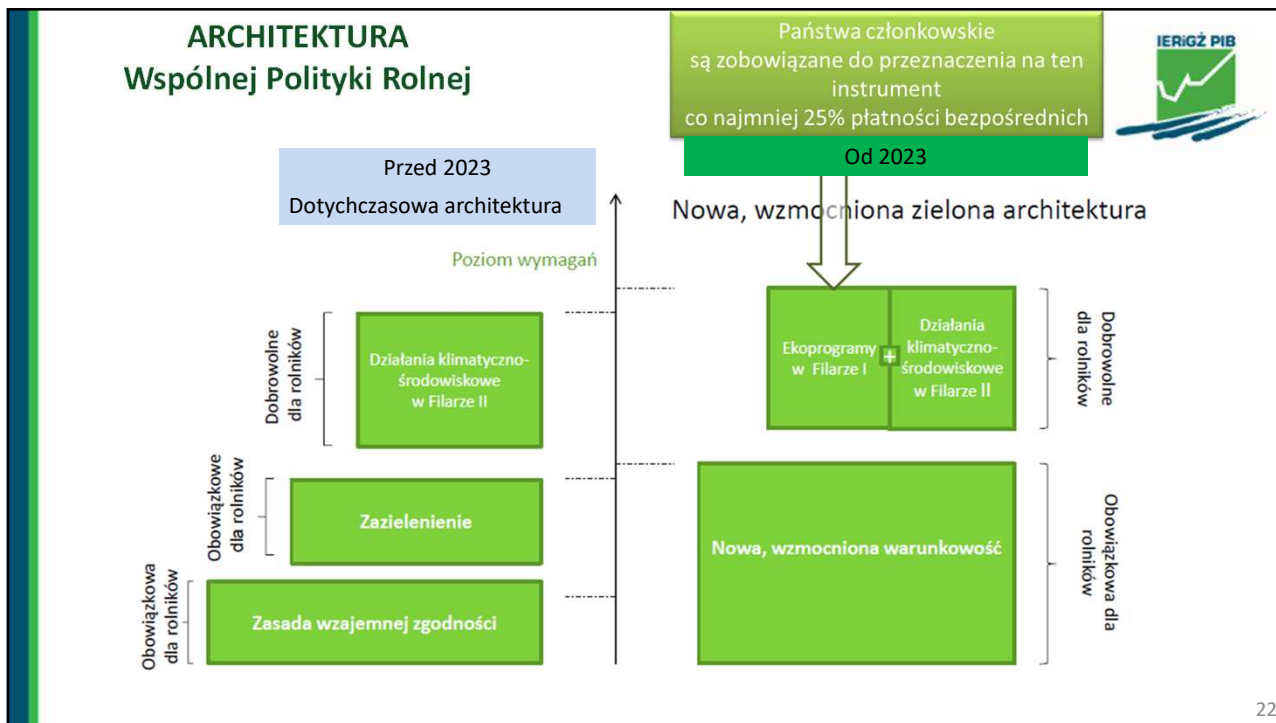 ARCHITEKTURA
Wspólnej Polityki Rolnej
Państwa członkowskie
są zobowiązane do przeznaczenia na ten
instrument
co najmniej 25% płatności bezpośrednich
IERiGŻ PIB
Przed 2023
Dotychczasowa architektura
Od 2023
Nowa, wzmocniona zielona architektura
Poziom wymagań
Dobrowolne
dla rolników
Działania klimatyczno-
środowiskowe
w Filarze II
Obowiązkowe
dla rolników
Zazielenienie
Obowiązkowa
dla rolników
Zasada wzajemnej zgodności
Ekoprogramy
w Filarze I
+
Działania
klimatyczno-
środowiskowe
w Filarze II
Dobrowolne
dla rolników
Nowa, wzmocniona warunkowość
Obowiązkowa dla
rolników
22